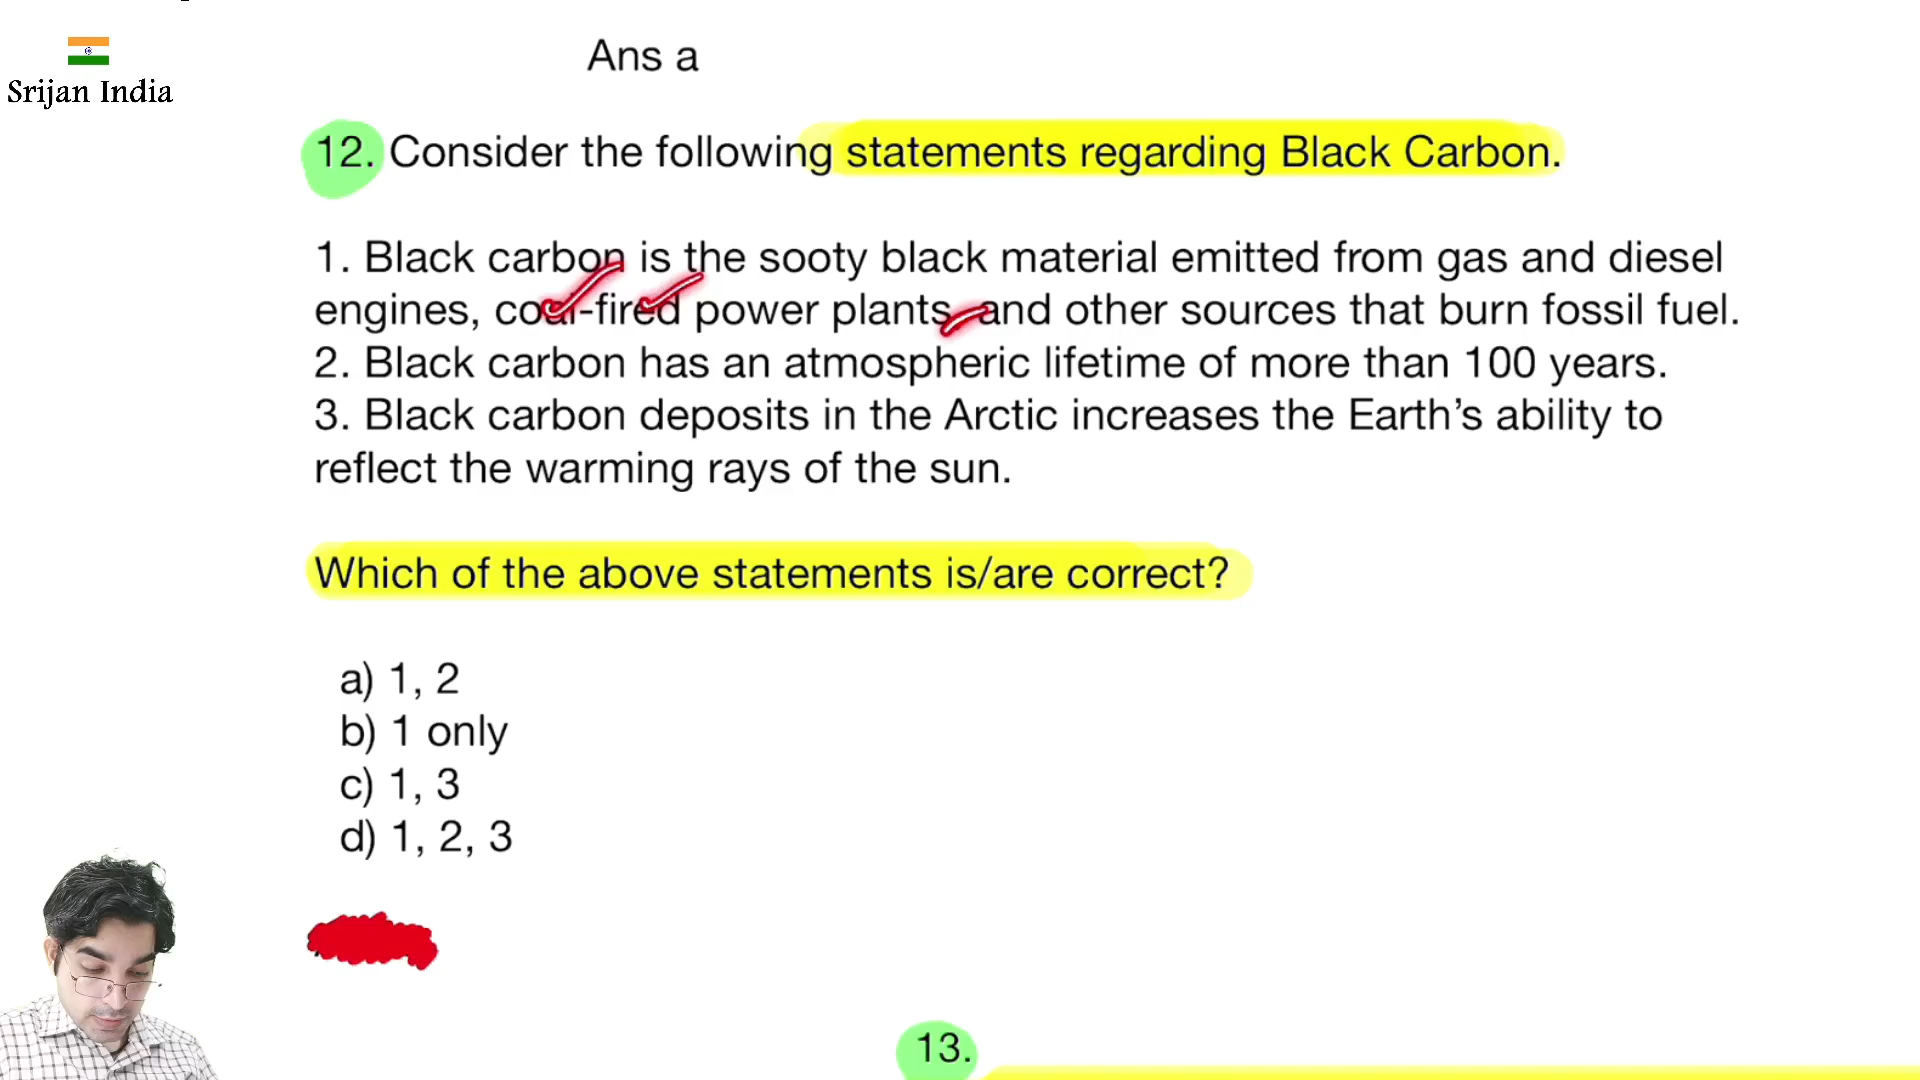 Ans a
Srijan India
12. Consider the following statements regarding Black Carbon.
1. Black carbon is the sooty black material emitted from gas and diesel
engines, coal-fired power plants, and other sources that burn fossil fuel.
2. Black carbon has an atmospheric lifetime of more than 100 years.
3. Black carbon deposits in the Arctic increases the Earth’s ability to
reflect the warming rays of the sun.
Which of the above statements is/are correct?
a) 1, 2
b) 1 only
c) 1, 3
d) 1, 2, 3
13.